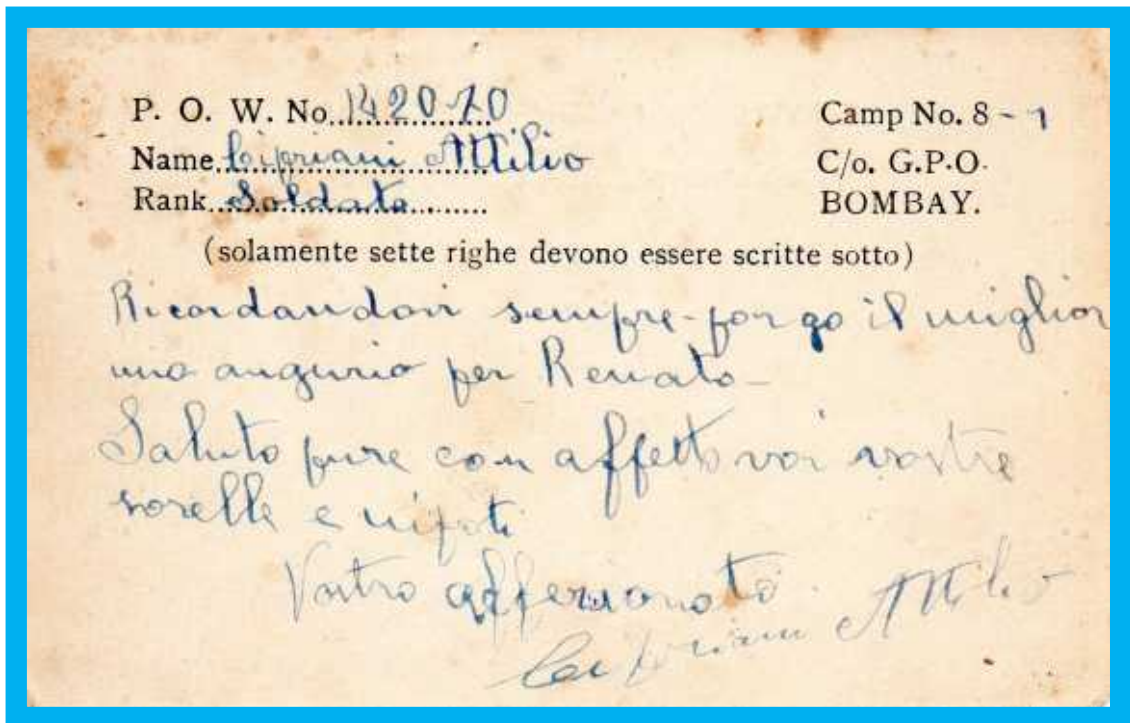 P. O. W. No. 142070
Camp No. 8 - 1
Name Cipriani Attilio
C/o. G.P.O.
Rank Soldato
BOMBAY.
(solamente sette righe devono essere scritte sotto)
Ricordandovi sempre porgo il miglior
mio augurio per Renato -
Saluto pure con affetto voi vostre
sorelle e nipoti
Vostro affezionato
Cipriani Attilio